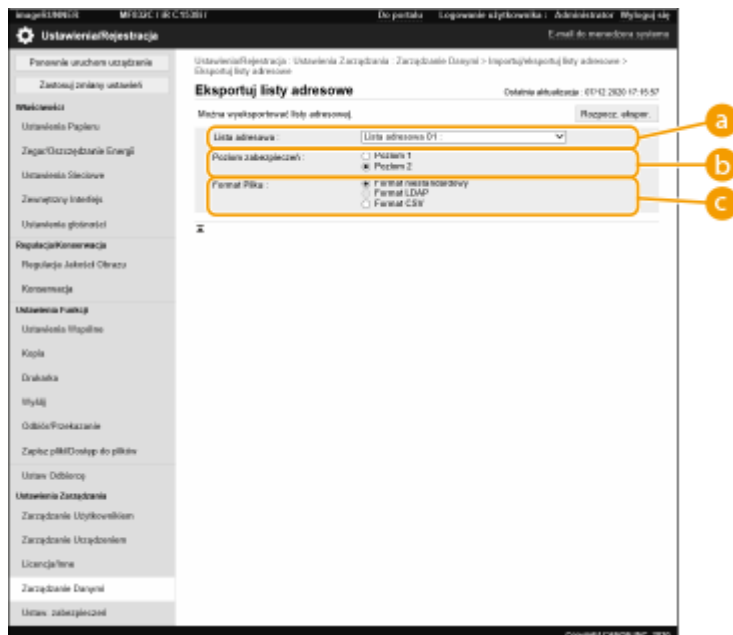 imageRUNNER
Do portalu Logowanie użytkownika : Administrator Wyloguj się
Ustawienia/Rejestracja
E-mail do menedżera systemu
Ponownie uruchom urządzenie
Zastosuj zmiany ustawień
Właściwości
Ustawienia Papieru
Zegar/Oszczędzanie Energii
Ustawienia Sieciowe
Zewnętrzny Interfejs
Ustawienia głośności
Regulacja/Konserwacja
Regulacja Jakości Obrazu
Konserwacja
Ustawienia Funkcji
Ustawienia Wspólne
Kopia
Drukarka
Wyślij
Odbiór/Przekazanie
Zapisz plik/Dostęp do plików
Ustaw Odbiorcę
Ustawienia Zarządzania
Zarządzanie Użytkownikiem
Zarządzanie Urządzeniem
Licencja/Inne
Zarządzanie Danymi
Ustaw. zabezpieczeń
Ustawienia/Rejestracja : Ustawienia Zarządzania : Zarządzanie Danymi > Importuj/eksportuj listy adresowe >
Eksportuj listy adresowe
Eksportuj listy adresowe
Ostatnia aktualizacja : 07/12 2020 17:15:57
Można wyeksportować listy adresowej.
Rozpocz. ekspor.
Lista adresowa :
Lista adresowa 01 :
Poziom zabezpieczeń :
Poziom 1
Poziom 2
Format Pliku :
Format niestandardowy
Format LDAP
Format CSV
a
b
c